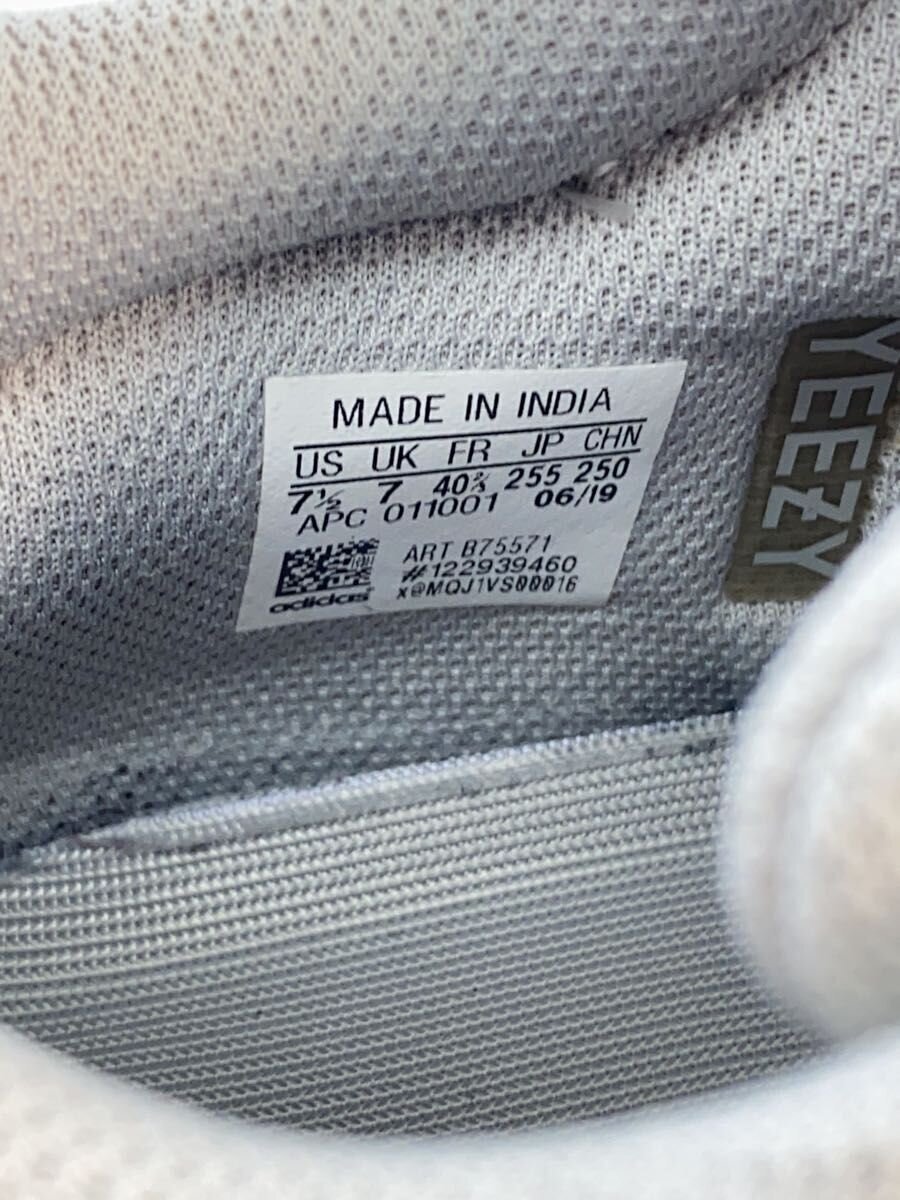 MADE IN INDIA
US UK FR JP CHN
7½ 7 40⅔ 255 250
APC 011001 06/19
ART B75571
#122939460
x@MQJ1VS00016
adidas
YEEZY